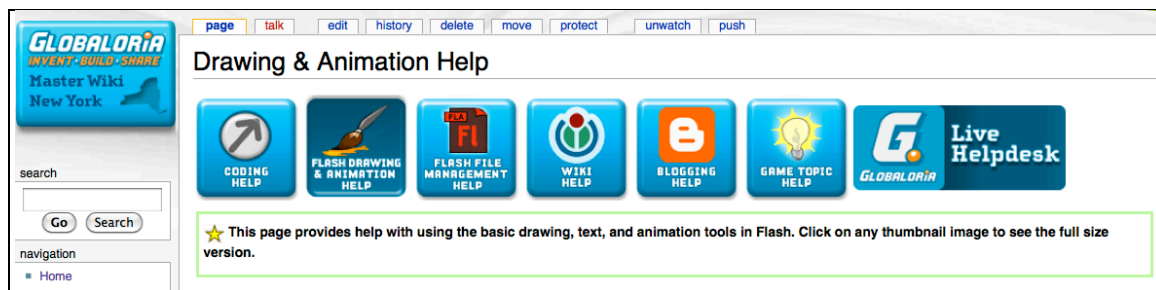 page talk edit history delete move protect unwatch push
GLOBALORIA
INVENT·BUILD·SHARE
Master Wiki
New York
Drawing & Animation Help
CODING
HELP
FLASH DRAWING
& ANIMATION
HELP
FLA
FL
FLASH FILE
MANAGEMENT
HELP
WIKI
HELP
BLOGGING
HELP
GAME TOPIC
HELP
G
GLOBALORIA
Live
Helpdesk
search
Go Search
This page provides help with using the basic drawing, text, and animation tools in Flash. Click on any thumbnail image to see the full size
version.
navigation
Home